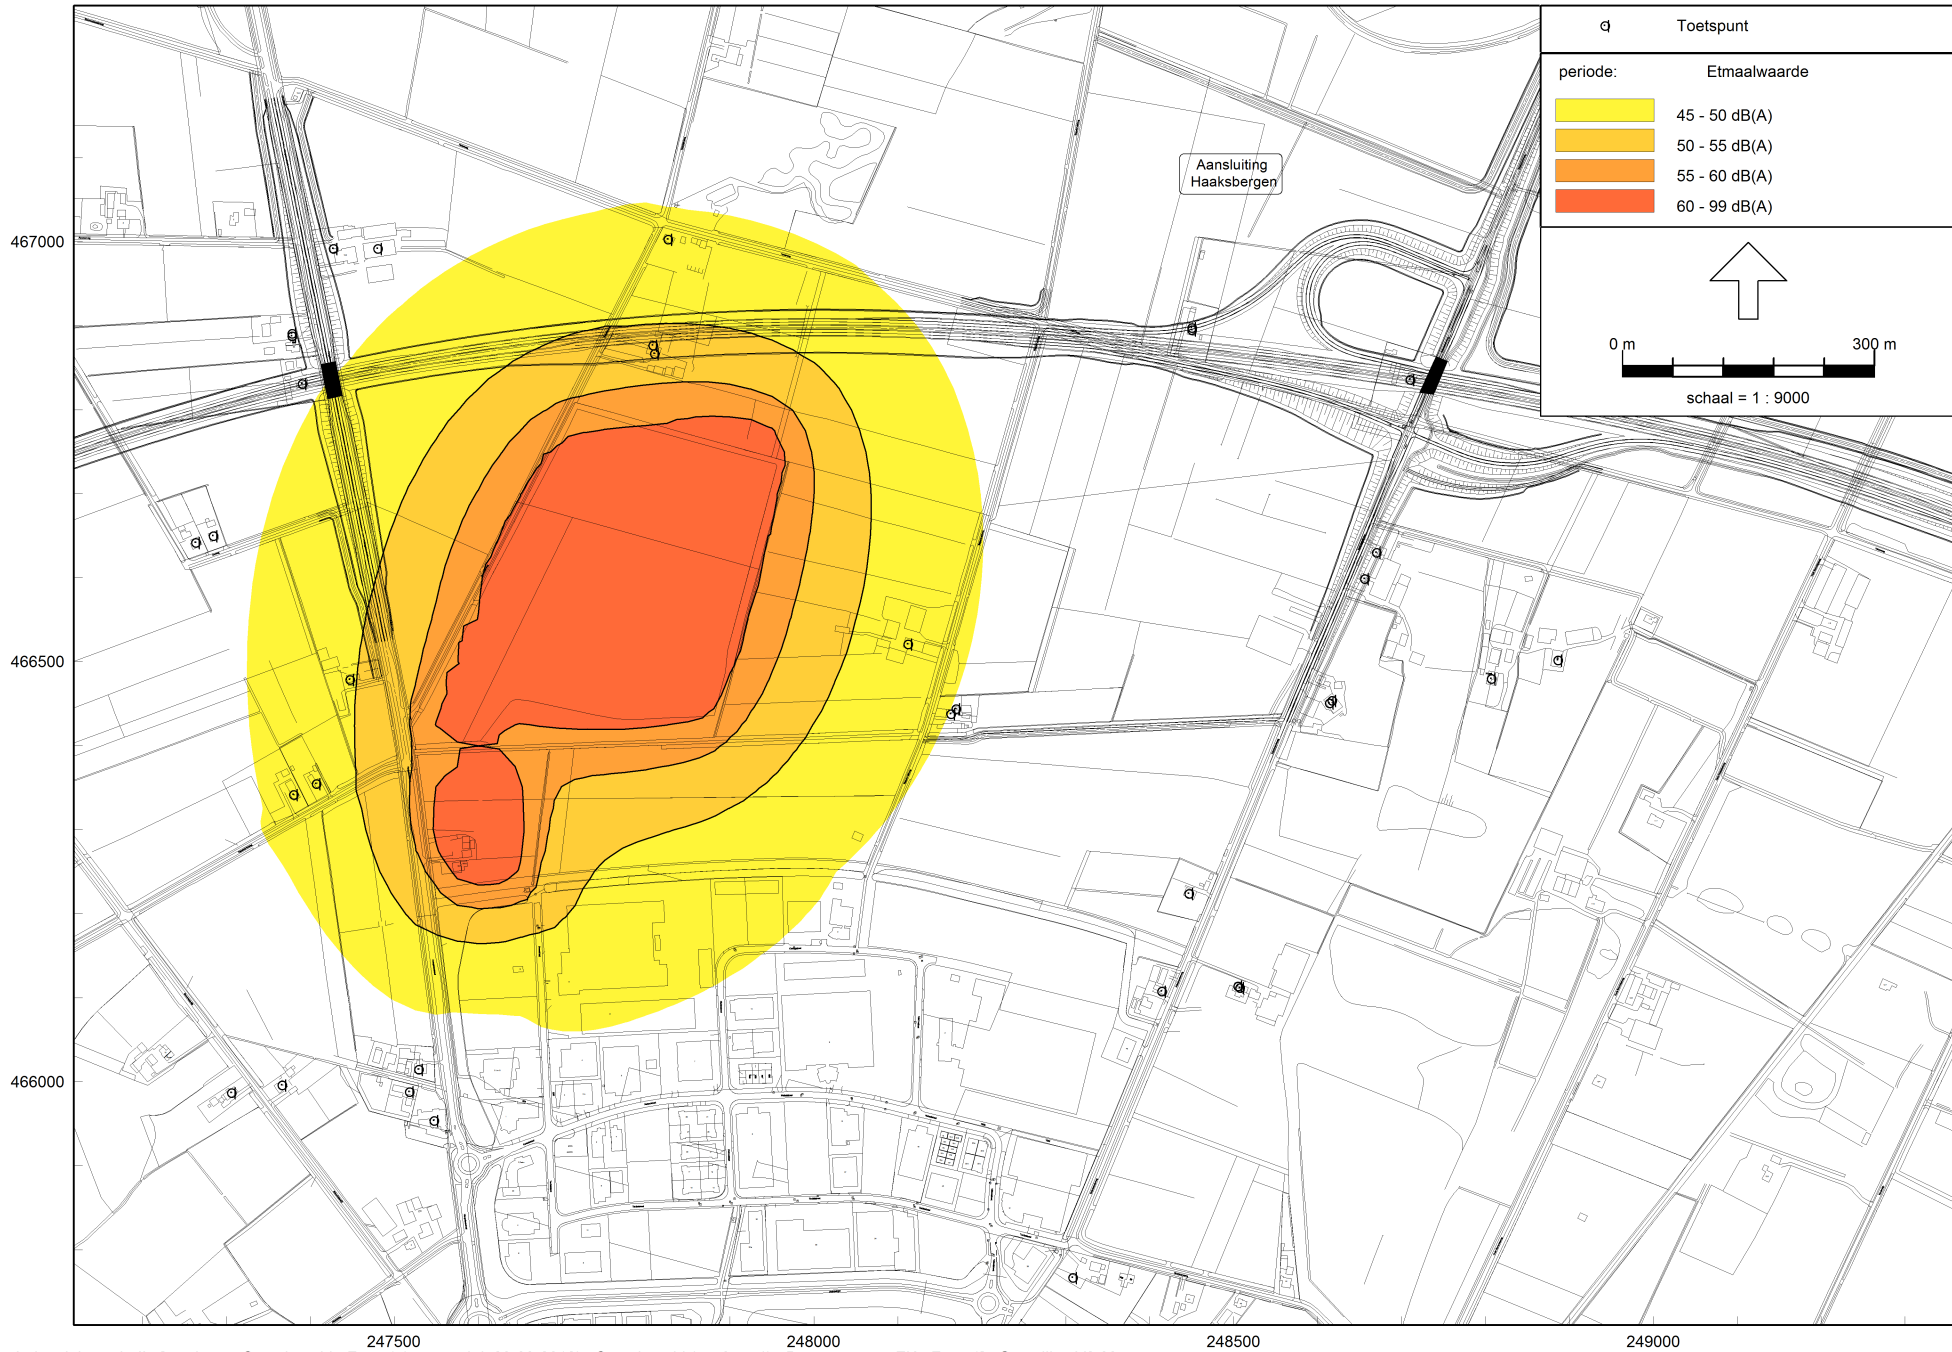 Toetspunt
periode: Etmaalwaarde
45 - 50 dB(A)
50 - 55 dB(A)
55 - 60 dB(A)
60 - 99 dB(A)
0 m 300 m
schaal = 1 : 9000
Aansluiting
Haaksbergen
467000
466500
466000
247500 248000 248500 249000